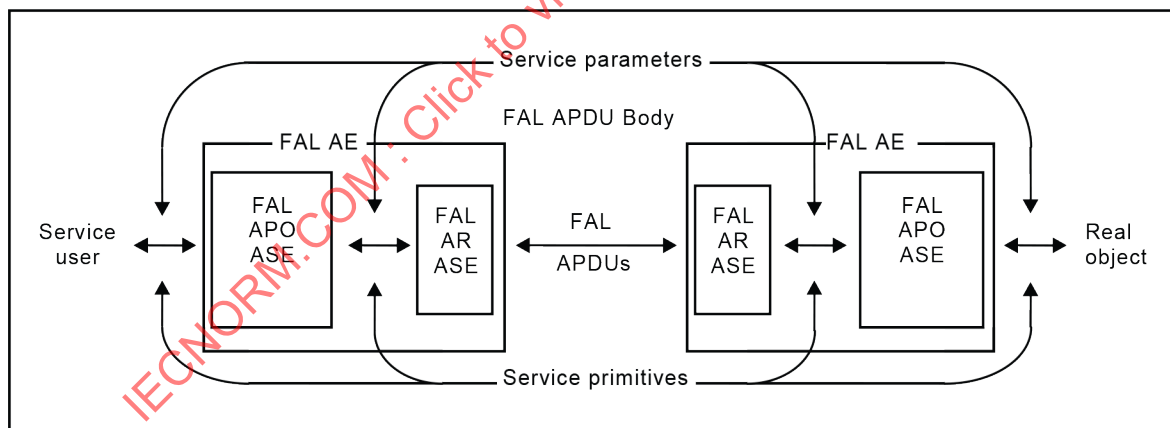 Service parameters
FAL APDU Body
FAL AE
FAL AE
FAL
APO
ASE
FAL
AR
ASE
FAL
APDUs
FAL
AR
ASE
FAL
APO
ASE
Service
user
Real
object
Service primitives
IECNORM.COM : Click to vi